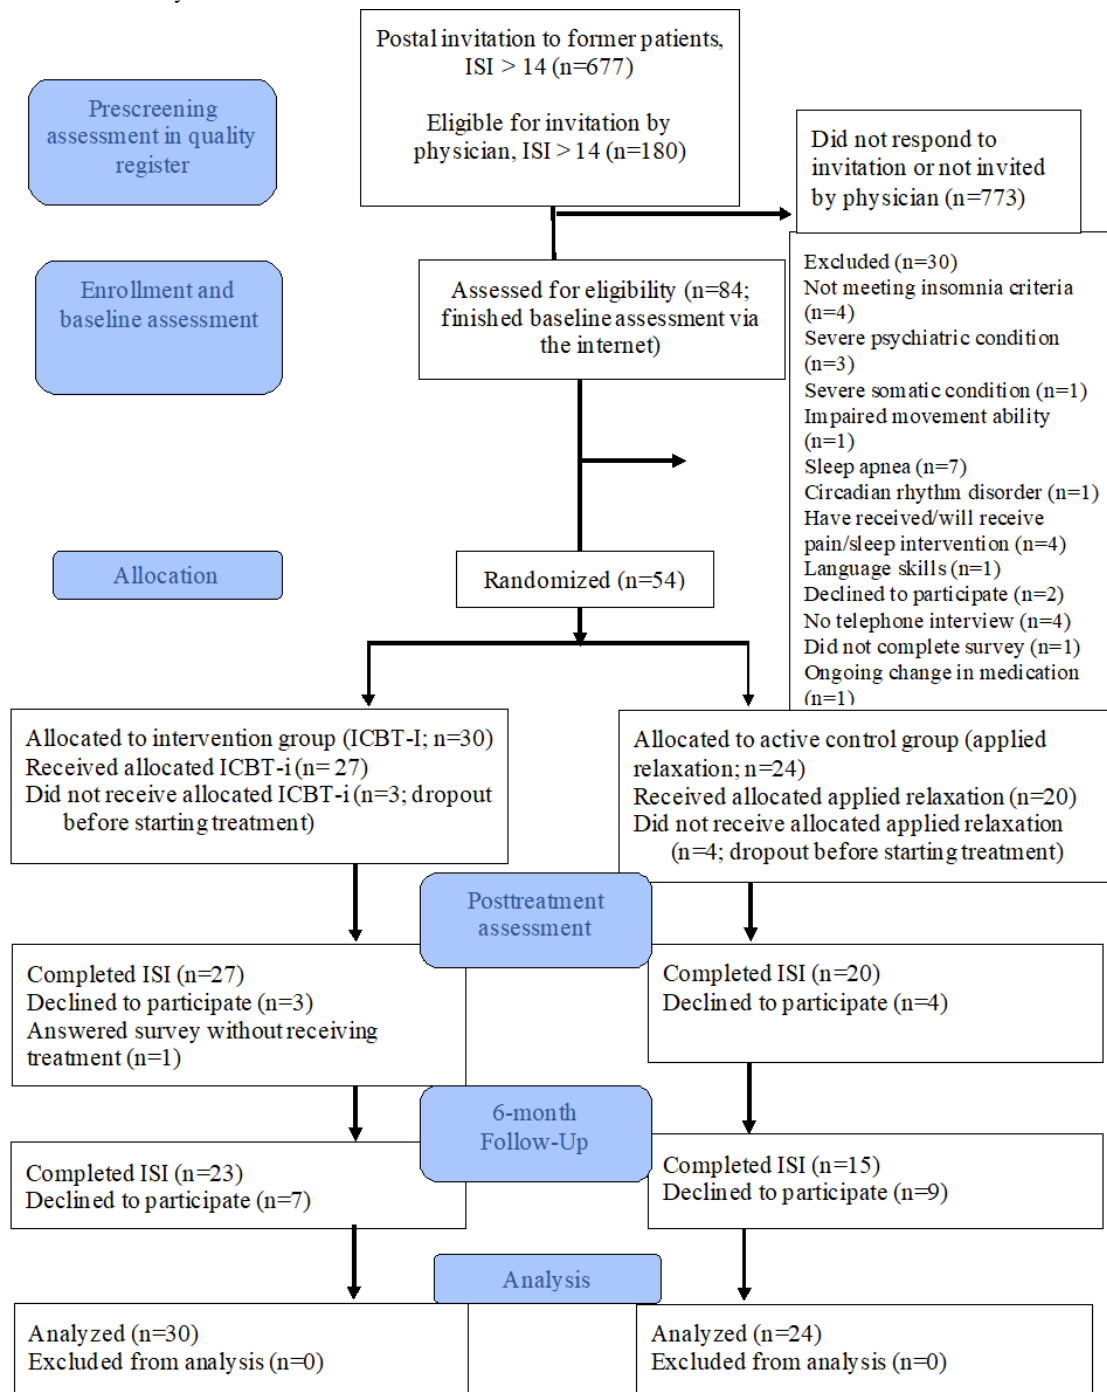 Postal invitation to former patients,
ISI > 14 (n=677)
Eligible for invitation by
physician, ISI > 14 (n=180)
Prescreening
assessment in quality
register
Did not respond to
invitation or not invited
by physician (n=773)
Enrollment and
baseline assessment
Assessed for eligibility (n=84;
finished baseline assessment via
the internet)
Excluded (n=30)
Not meeting insomnia criteria
(n=4)
Severe psychiatric condition
(n=3)
Severe somatic condition (n=1)
Impaired movement ability
(n=1)
Sleep apnea (n=7)
Circadian rhythm disorder (n=1)
Have received/will receive
pain/sleep intervention (n=4)
Language skills (n=1)
Declined to participate (n=2)
No telephone interview (n=4)
Did not complete survey (n=1)
Ongoing change in medication
(n=1)
Allocation
Randomized (n=54)
Allocated to intervention group (ICBT-I; n=30)
Received allocated ICBT-i (n= 27)
Did not receive allocated ICBT-i (n=3; dropout
before starting treatment)
Allocated to active control group (applied
relaxation; n=24)
Received allocated applied relaxation (n=20)
Did not receive allocated applied relaxation
(n=4; dropout before starting treatment)
Posttreatment
assessment
Completed ISI (n=27)
Declined to participate (n=3)
Answered survey without receiving
treatment (n=1)
Completed ISI (n=20)
Declined to participate (n=4)
6-month
Follow-Up
Completed ISI (n=23)
Declined to participate (n=7)
Completed ISI (n=15)
Declined to participate (n=9)
Analysis
Analyzed (n=30)
Excluded from analysis (n=0)
Analyzed (n=24)
Excluded from analysis (n=0)